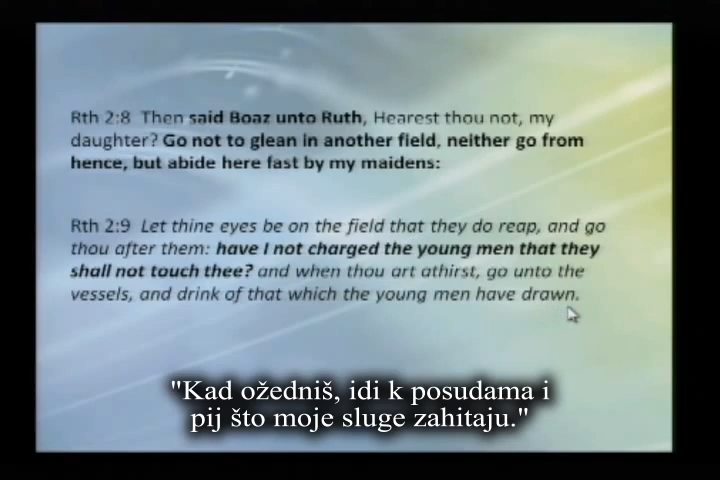 Rth 2:8 Then said Boaz unto Ruth, Hearest thou not, my
daughter? Go not to glean in another field, neither go from
hence, but abide here fast by my maidens:
Rth 2:9 Let thine eyes be on the field that they do reap, and go
thou after them: have I not charged the young men that they
shall not touch thee? and when thou art athirst, go unto the
vessels, and drink of that which the young men have drawn.
"Kad ožedniš, idi k posudama i
pij što moje sluge zahitaju."